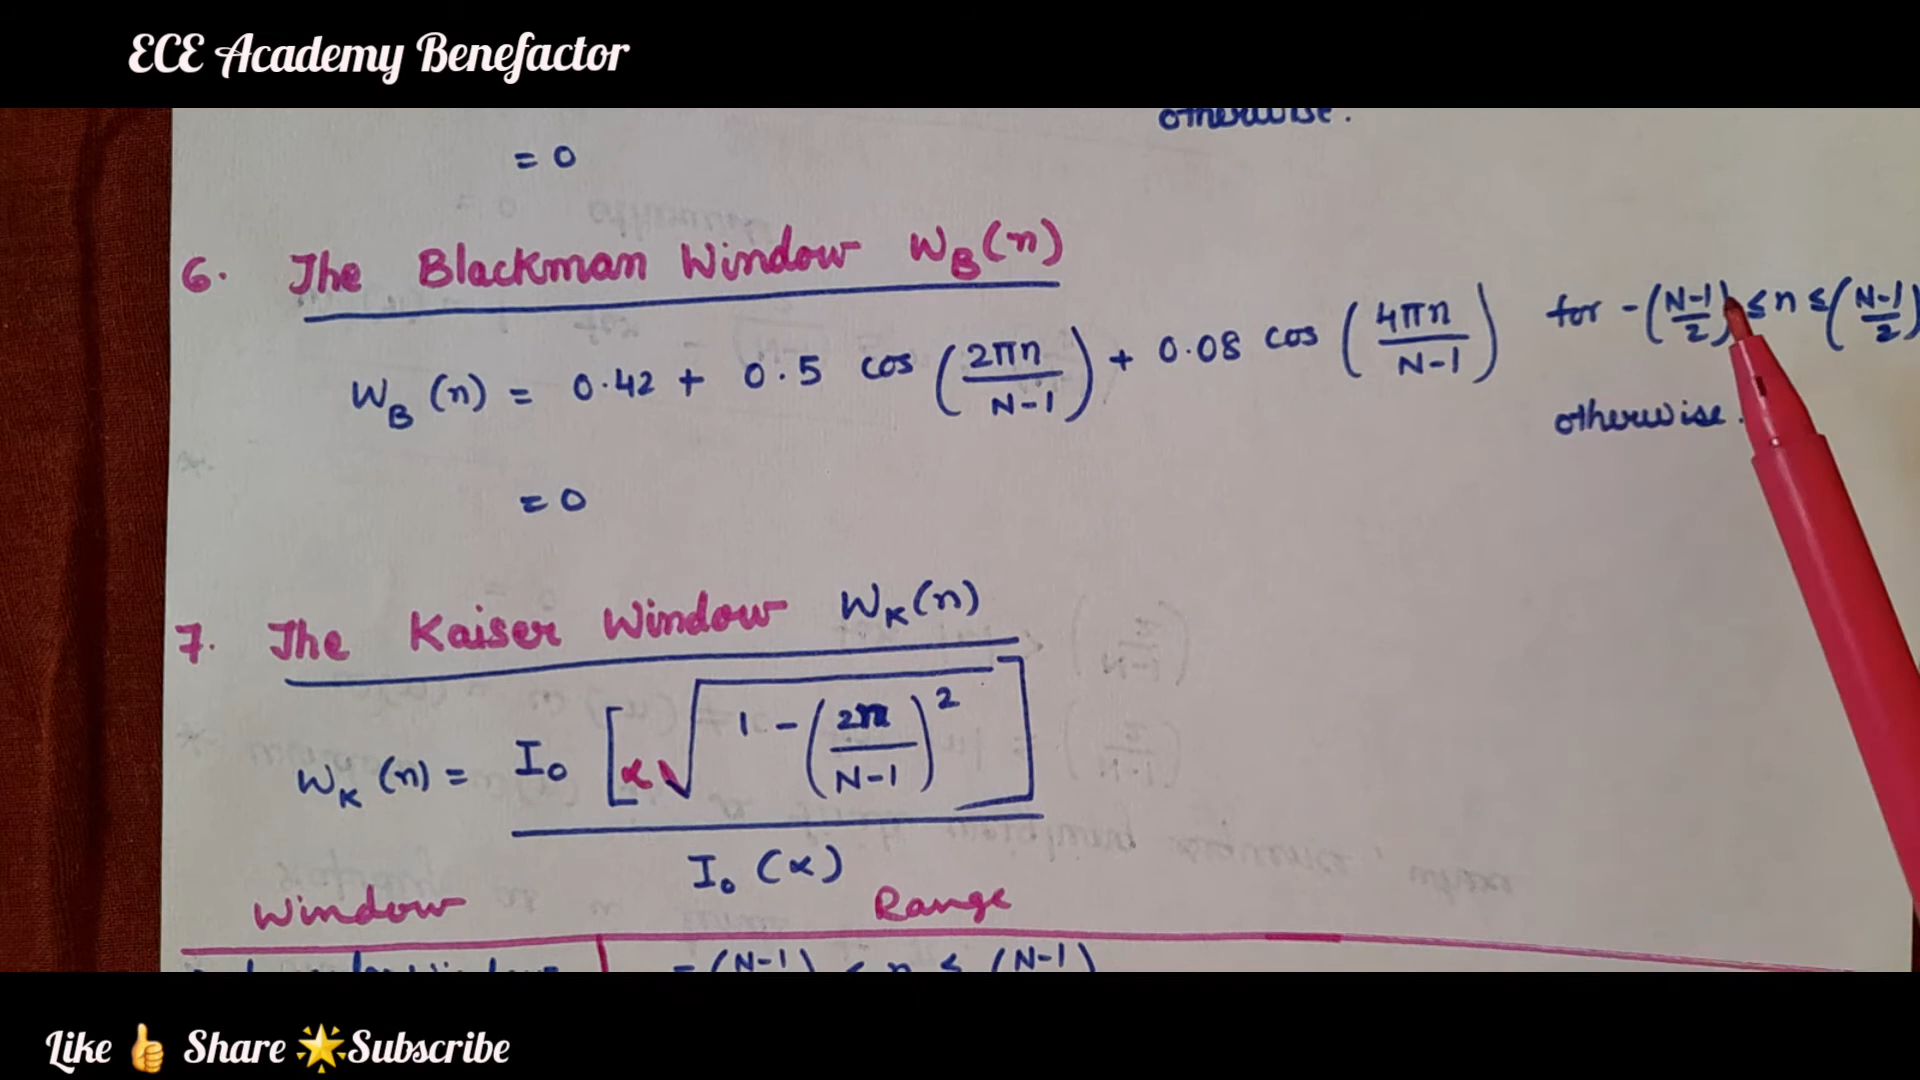 ECE Academy Benefactor
otherwise.
= 0
6. The Blackman Window W_B(n)
W_B (n) = 0.42 + 0.5 cos (2πn / N-1) + 0.08 cos (4πn / N-1) for -(N-1 / 2) ≤ n ≤ (N-1 / 2)
otherwise.
= 0
7. The Kaiser Window W_K(n)
W_K (n) = I₀ [α √(1 - (2n / N-1)²)] / I₀ (α)
Window Range
-(N-1) ≤ n ≤ (N-1)
Like 👍 Share 🌟Subscribe